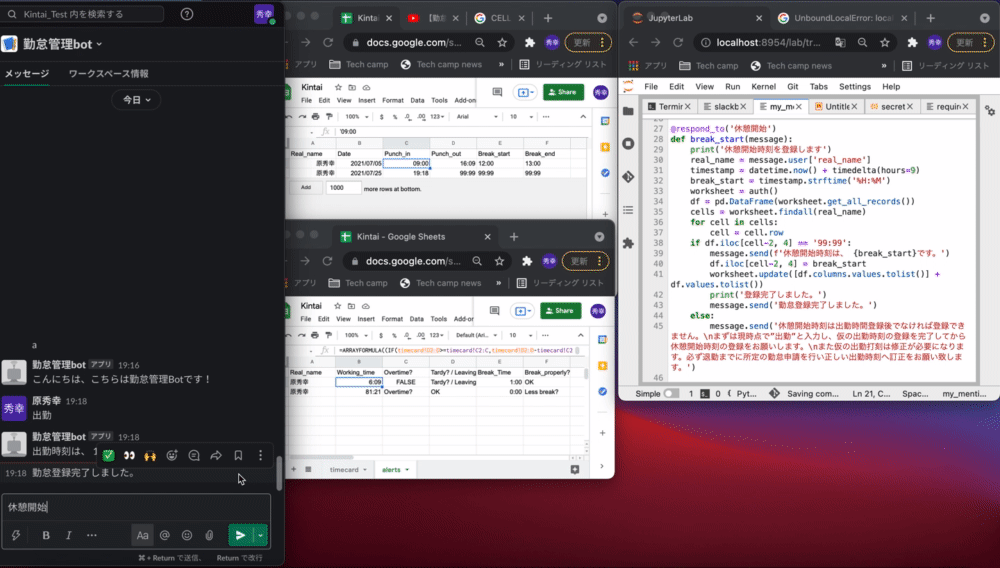 Kintai_Test 内を検索する
秀幸
勤怠管理bot
メッセージ
ワークスペース情報
今日
a
勤怠管理Bot アプリ 19:16
こんにちは、こちらは勤怠管理Botです！
秀幸
原秀幸 19:18
出勤
勤怠管理Bot アプリ 19:18
出勤時刻は、1
19:18 勤怠登録完了しました。
休憩開始
B I Aa @
⌘ + Return で送信、 Return で改行
Kintai
CELL
docs.google.com/s...
秀幸
更新
アプリ
Tech camp
Tech camp news
»
リーディング リスト
Kintai
File Edit View Insert Format Data Tools Add-on
Share
秀幸
100% $ % .0 .00 123 Arial 10
fx '09:00
A B C D E F
Real_name Date Punch_in Punch_out Break_start Break_end
原秀幸 2021/07/05 09:00 16:09 12:00 13:00
原秀幸 2021/07/25 19:18 99:99 99:99 99:99
Add 1000 more rows at bottom.
Kintai - Google Sheets
docs.google.com/s...
秀幸
更新
アプリ
Tech camp
Tech camp news
»
リーディング リスト
Kintai
File Edit View Insert Format Data Tools Add-on
Share
秀幸
100% $ % .0 .00 123 Default (Ari... 10
=ARRAYFORMULA((IF(timecard!D2:D>=timecard!C2:C,timecard!D2:D-timecard!C2
A B C D E F
Real_name Working_time Overtime? Tardy? / Leaving Break_Time Break_property?
原秀幸 6:09 FALSE Tardy? / Leaving 1:00 OK
原秀幸 81:21 Overtime? OK 0:00 Less break?
timecard
alerts
JupyterLab
UnboundLocalError: local
localhost:8954/lab/tr...
秀幸
更新
アプリ
Tech camp
Tech camp news
»
リーディング リスト
File Edit View Run Kernel Git Tabs Settings Help
Termin slackb my_me Untitle secret requin
27 @respond_to('休憩開始')
28 def break_start(message):
29 print('休憩開始時刻を登録します')
30 real_name = message.user['real_name']
31 timestamp = datetime.now() + timedelta(hours=9)
32 break_start = timestamp.strftime('%H:%M')
33 worksheet = auth()
34 df = pd.DataFrame(worksheet.get_all_records())
35 cells = worksheet.findall(real_name)
36 for cell in cells:
37 cell = cell.row
38 if df.iloc[cell-2, 4] == '99:99':
39 message.send(f'休憩開始時刻は、 {break_start}です。')
40 df.iloc[cell-2, 4] = break_start
41 worksheet.update([df.columns.values.tolist()] +
df.values.tolist())
42 print('登録完了しました。')
43 message.send('勤怠登録完了しました。')
44 else:
45 message.send('休憩開始時刻は出勤時間登録後でなければ登録でき
ません。\nまずは現時点で”出勤”と入力し、仮の出勤時刻の登録を完了してから
休憩開始時刻の登録をお願いします。\nまた仮の出勤打刻は修正が必要になりま
す。必ず退勤までに所定の勤怠申請を行い正しい出勤時刻へ訂正をお願い致しま
す。')
46
Simple 1 0 Pyt... Saving com... Ln 21, C... Spac... my_menti...